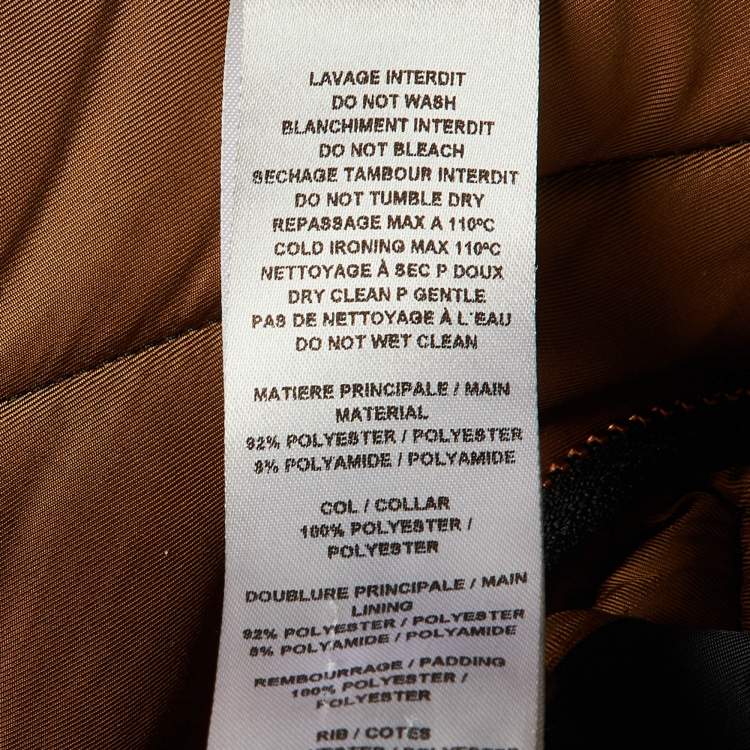 LAVAGE INTERDIT
DO NOT WASH
BLANCHIMENT INTERDIT
DO NOT BLEACH
SECHAGE TAMBOUR INTERDIT
DO NOT TUMBLE DRY
REPASSAGE MAX A 110ºC
COLD IRONING MAX 110ºC
NETTOYAGE À SEC P DOUX
DRY CLEAN P GENTLE
PAS DE NETTOYAGE À L'EAU
DO NOT WET CLEAN
MATIERE PRINCIPALE / MAIN
MATERIAL
92% POLYESTER / POLYESTER
8% POLYAMIDE / POLYAMIDE
COL / COLLAR
100% POLYESTER /
POLYESTER
DOUBLURE PRINCIPALE / MAIN
LINING
92% POLYESTER / POLYESTER
8% POLYAMIDE / POLYAMIDE
REMBOURRAGE / PADDING
100% POLYESTER /
POLYESTER
RIB / COTES